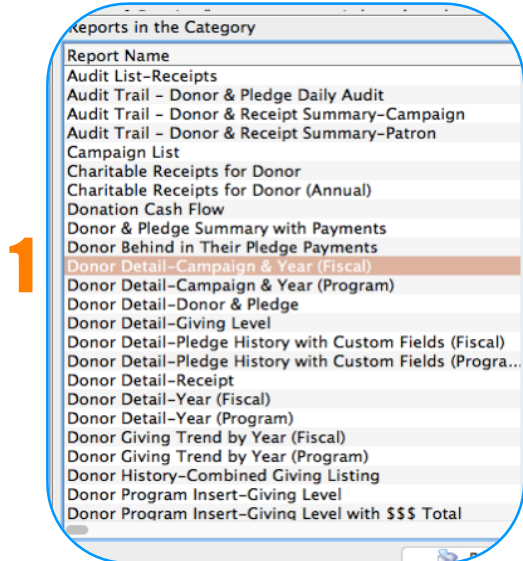 Reports in the Category
Report Name
Audit List-Receipts
Audit Trail - Donor & Pledge Daily Audit
Audit Trail - Donor & Receipt Summary-Campaign
Audit Trail - Donor & Receipt Summary-Patron
Campaign List
Charitable Receipts for Donor
Charitable Receipts for Donor (Annual)
Donation Cash Flow
Donor & Pledge Summary with Payments
Donor Behind in Their Pledge Payments
1
Donor Detail-Campaign & Year (Fiscal)
Donor Detail-Campaign & Year (Program)
Donor Detail-Donor & Pledge
Donor Detail-Giving Level
Donor Detail-Pledge History with Custom Fields (Fiscal)
Donor Detail-Pledge History with Custom Fields (Progra...
Donor Detail-Receipt
Donor Detail-Year (Fiscal)
Donor Detail-Year (Program)
Donor Giving Trend by Year (Fiscal)
Donor Giving Trend by Year (Program)
Donor History-Combined Giving Listing
Donor Program Insert-Giving Level
Donor Program Insert-Giving Level with $$$ Total